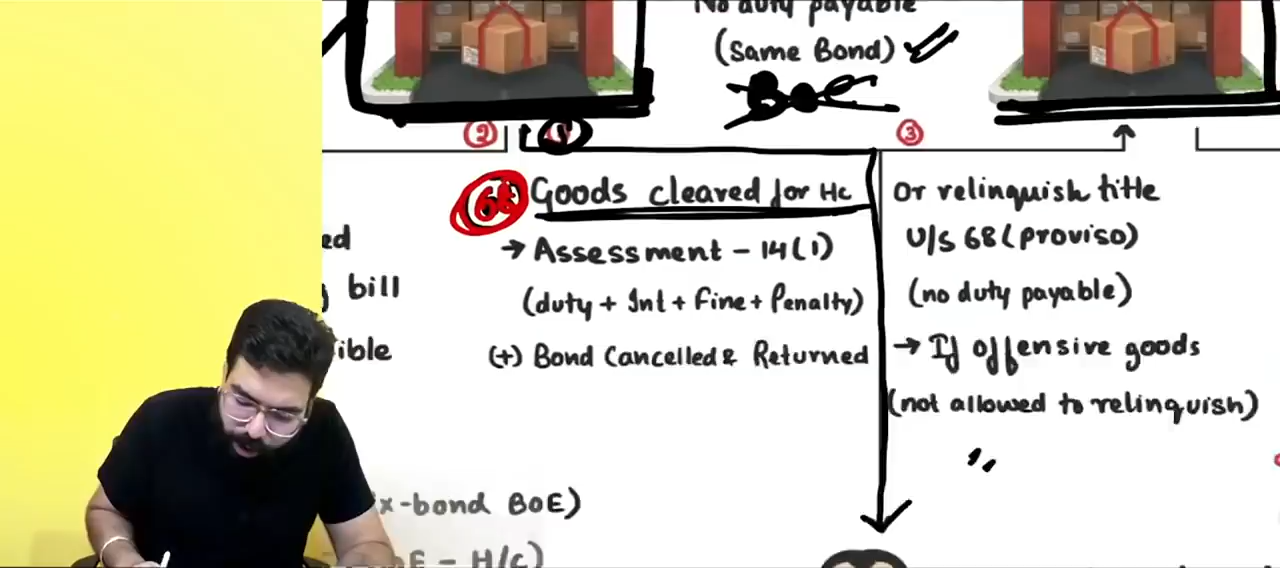 No duty payable
(Same Bond)
BoE
② ① ③
68 Goods cleared for Hc
→ Assessment - 14(1)
(duty + Int + Fine + Penalty)
(+) Bond Cancelled & Returned
Or relinquish title
U/s 68 (Proviso)
(no duty payable)
→ If offensive goods
(not allowed to relinquish)
ed
bill
ible
x-bond BoE)
E - H/C)